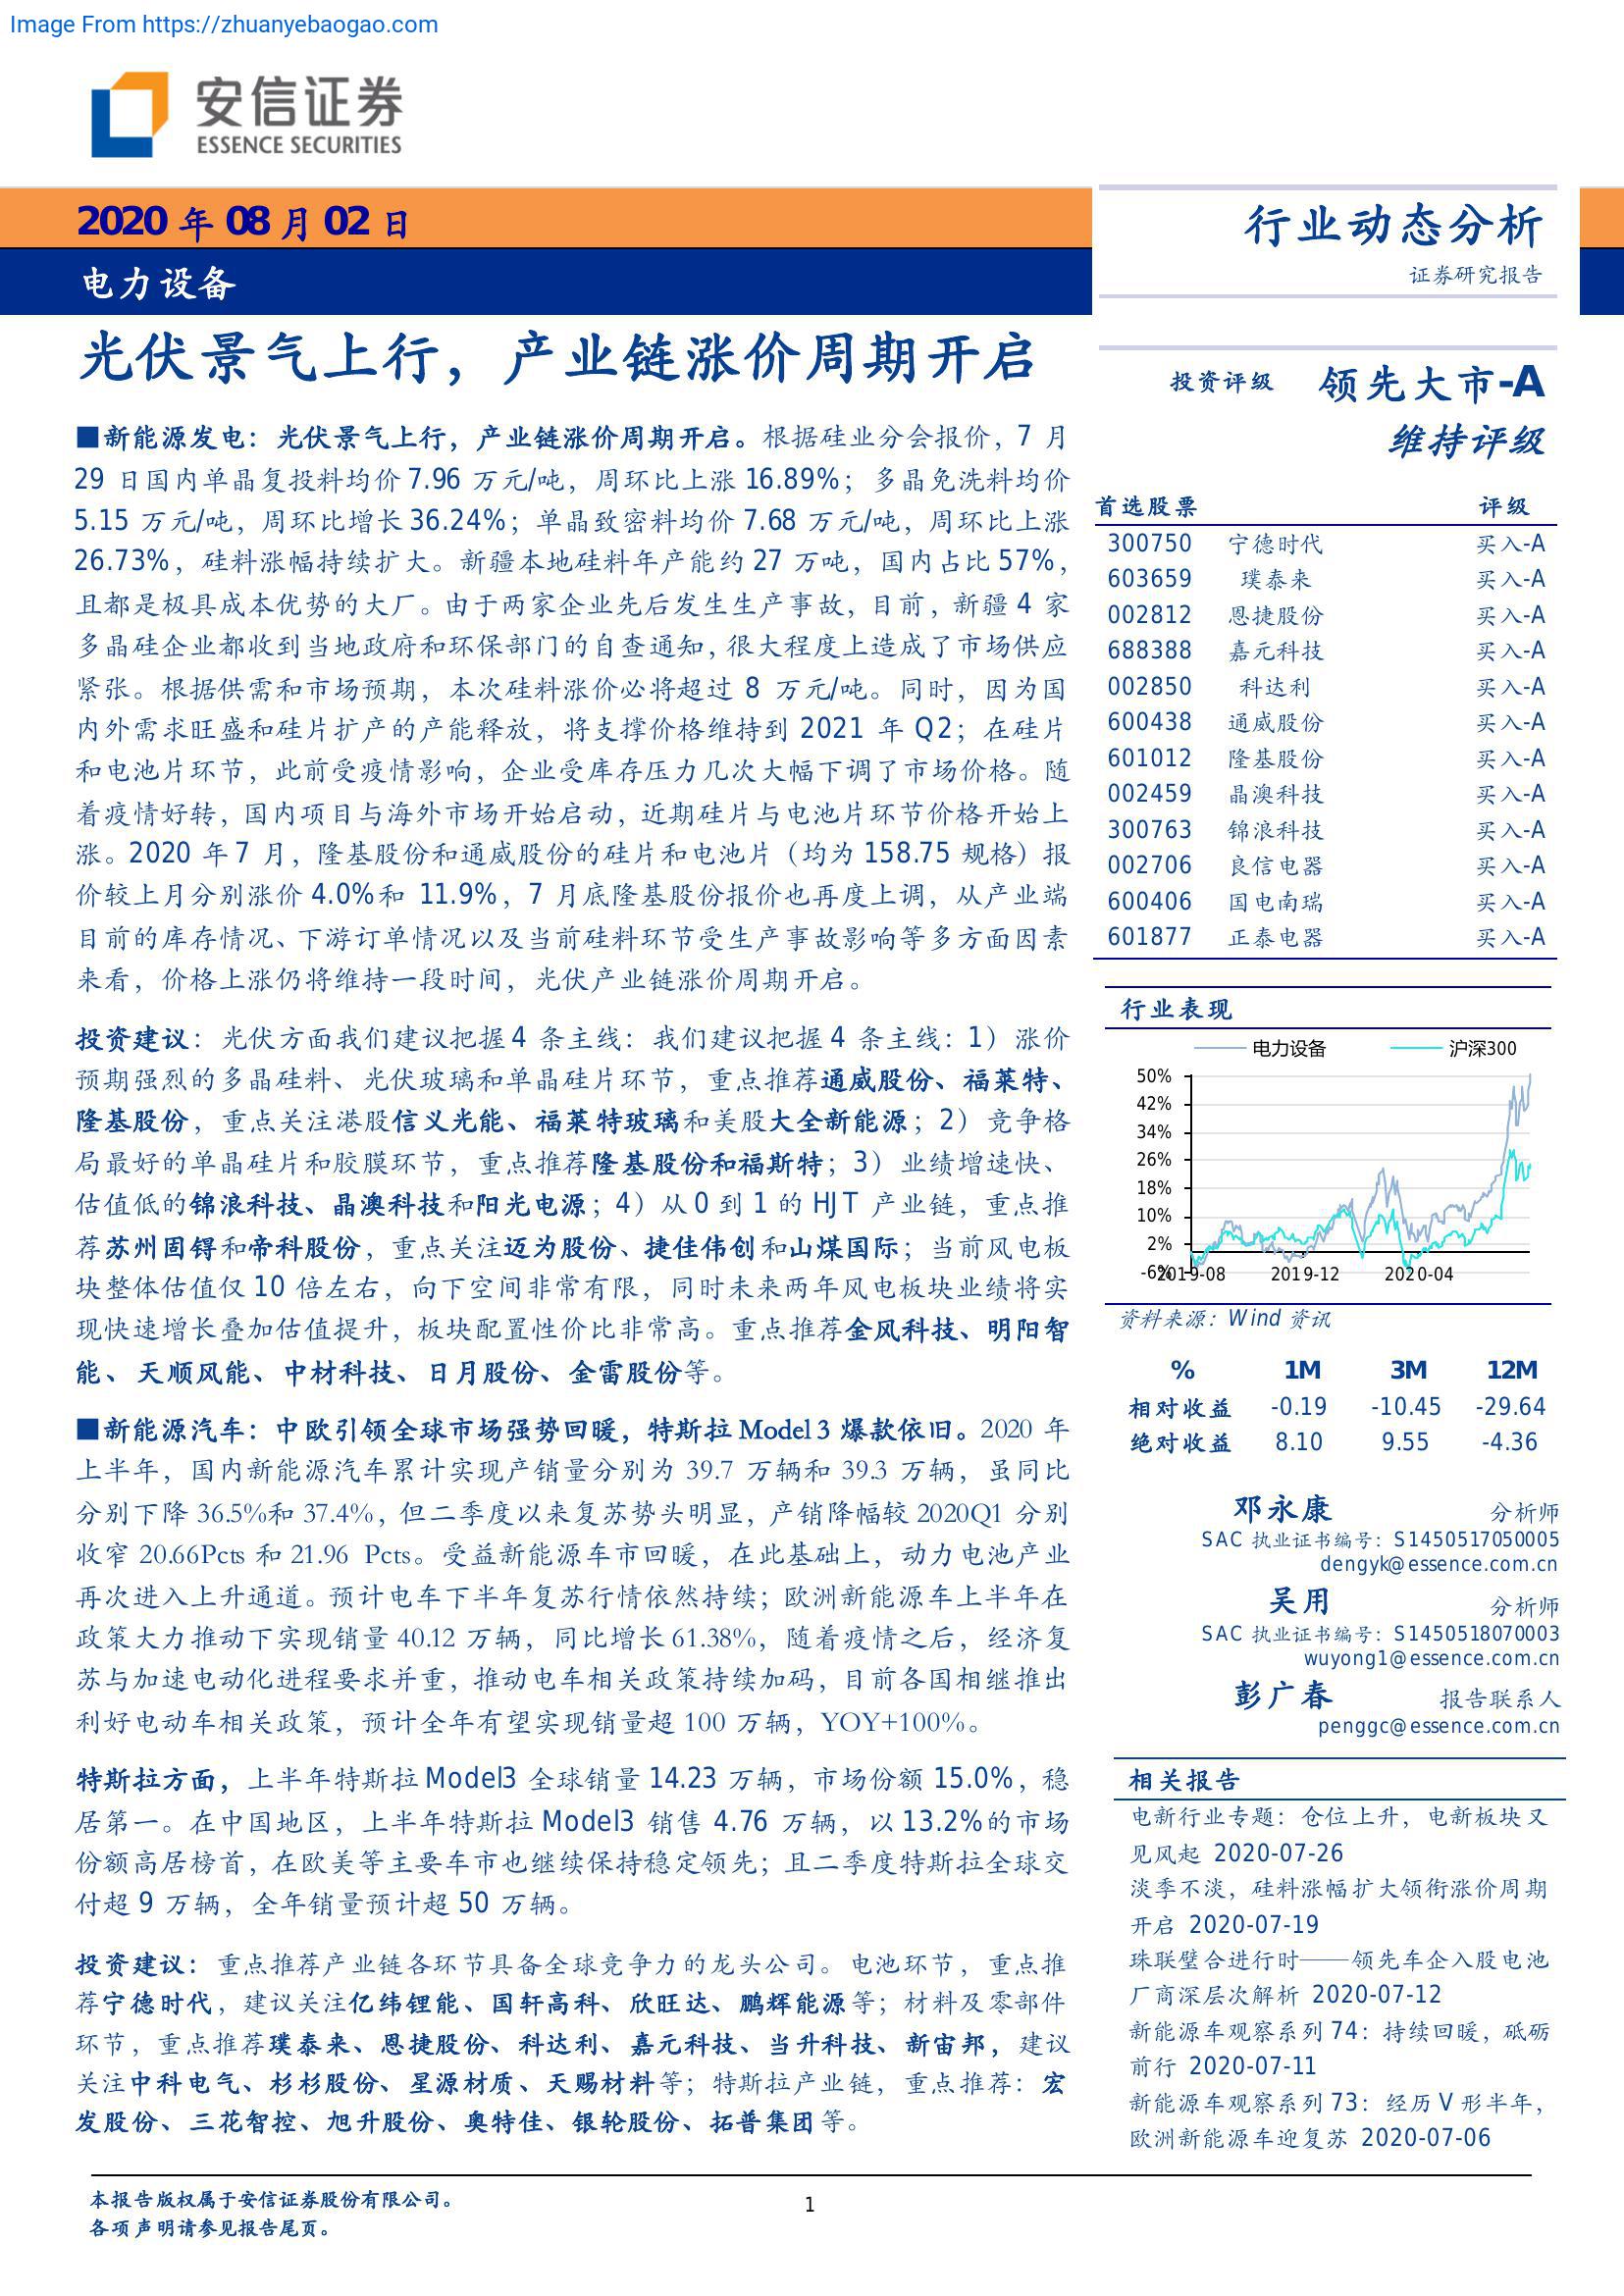 Image From https://zhuanyebaogao.com
安信证券
ESSENCE SECURITIES
2020 年 08 月 02 日
电力设备
行业动态分析
证券研究报告
光伏景气上行，产业链涨价周期开启
■新能源发电：光伏景气上行，产业链涨价周期开启。根据硅业分会报价，7 月
29 日国内单晶复投料均价 7.96 万元/吨，周环比上涨 16.89%；多晶免洗料均价
5.15 万元/吨，周环比增长 36.24%；单晶致密料均价 7.68 万元/吨，周环比上涨
26.73%，硅料涨幅持续扩大。新疆本地硅料年产能约 27 万吨，国内占比 57%，
且都是极具成本优势的大厂。由于两家企业先后发生生产事故，目前，新疆 4 家
多晶硅企业都收到当地政府和环保部门的自查通知，很大程度上造成了市场供应
紧张。根据供需和市场预期，本次硅料涨价必将超过 8 万元/吨。同时，因为国
内外需求旺盛和硅片扩产的产能释放，将支撑价格维持到 2021 年 Q2；在硅片
和电池片环节，此前受疫情影响，企业受库存压力几次大幅下调了市场价格。随
着疫情好转，国内项目与海外市场开始启动，近期硅片与电池片环节价格开始上
涨。2020 年 7 月，隆基股份和通威股份的硅片和电池片（均为 158.75 规格）报
价较上月分别涨价 4.0%和 11.9%，7 月底隆基股份报价也再度上调，从产业端
目前的库存情况、下游订单情况以及当前硅料环节受生产事故影响等多方面因素
来看，价格上涨仍将维持一段时间，光伏产业链涨价周期开启。
投资建议：光伏方面我们建议把握 4 条主线：我们建议把握 4 条主线：1）涨价
预期强烈的多晶硅料、光伏玻璃和单晶硅片环节，重点推荐通威股份、福莱特、
隆基股份，重点关注港股信义光能、福莱特玻璃和美股大全新能源；2）竞争格
局最好的单晶硅片和胶膜环节，重点推荐隆基股份和福斯特；3）业绩增速快、
估值低的锦浪科技、晶澳科技和阳光电源；4）从 0 到 1 的 HJT 产业链，重点推
荐苏州固锝和帝科股份，重点关注迈为股份、捷佳伟创和山煤国际；当前风电板
块整体估值仅 10 倍左右，向下空间非常有限，同时未来两年风电板块业绩将实
现快速增长叠加估值提升，板块配置性价比非常高。重点推荐金风科技、明阳智
能、天顺风能、中材科技、日月股份、金雷股份等。
■新能源汽车：中欧引领全球市场强势回暖，特斯拉 Model 3 爆款依旧。2020 年
上半年，国内新能源汽车累计实现产销量分别为 39.7 万辆和 39.3 万辆，虽同比
分别下降 36.5%和 37.4%，但二季度以来复苏势头明显，产销降幅较 2020Q1 分别
收窄 20.66Pcts 和 21.96 Pcts。受益新能源车市回暖，在此基础上，动力电池产业
再次进入上升通道。预计电车下半年复苏行情依然持续；欧洲新能源车上半年在
政策大力推动下实现销量 40.12 万辆，同比增长 61.38%，随着疫情之后，经济复
苏与加速电动化进程要求并重，推动电车相关政策持续加码，目前各国相继推出
利好电动车相关政策，预计全年有望实现销量超 100 万辆，YOY+100%。
特斯拉方面，上半年特斯拉 Model3 全球销量 14.23 万辆，市场份额 15.0%，稳
居第一。在中国地区，上半年特斯拉 Model3 销售 4.76 万辆，以 13.2%的市场
份额高居榜首，在欧美等主要车市也继续保持稳定领先；且二季度特斯拉全球交
付超 9 万辆，全年销量预计超 50 万辆。
投资建议：重点推荐产业链各环节具备全球竞争力的龙头公司。电池环节，重点推
荐宁德时代，建议关注亿纬锂能、国轩高科、欣旺达、鹏辉能源等；材料及零部件
环节，重点推荐璞泰来、恩捷股份、科达利、嘉元科技、当升科技、新宙邦，建议
关注中科电气、杉杉股份、星源材质、天赐材料等；特斯拉产业链，重点推荐：宏
发股份、三花智控、旭升股份、奥特佳、银轮股份、拓普集团等。
投资评级 领先大市-A
维持评级
首选股票 评级
300750 宁德时代 买入-A
603659 璞泰来 买入-A
002812 恩捷股份 买入-A
688388 嘉元科技 买入-A
002850 科达利 买入-A
600438 通威股份 买入-A
601012 隆基股份 买入-A
002459 晶澳科技 买入-A
300763 锦浪科技 买入-A
002706 良信电器 买入-A
600406 国电南瑞 买入-A
601877 正泰电器 买入-A
行业表现
电力设备 沪深300
50%
42%
34%
26%
18%
10%
2%
-6%
2019-08 2019-12 2020-04
资料来源：Wind 资讯
% 1M 3M 12M
相对收益 -0.19 -10.45 -29.64
绝对收益 8.10 9.55 -4.36
邓永康 分析师
SAC 执业证书编号：S1450517050005
dengyk@essence.com.cn
吴用 分析师
SAC 执业证书编号：S1450518070003
wuyong1@essence.com.cn
彭广春 报告联系人
penggc@essence.com.cn
相关报告
电新行业专题：仓位上升，电新板块又
见风起 2020-07-26
淡季不淡，硅料涨幅扩大领衔涨价周期
开启 2020-07-19
珠联璧合进行时——领先车企入股电池
厂商深层次解析 2020-07-12
新能源车观察系列 74：持续回暖，砥砺
前行 2020-07-11
新能源车观察系列 73：经历 V 形半年，
欧洲新能源车迎复苏 2020-07-06
本报告版权属于安信证券股份有限公司。
各项声明请参见报告尾页。
1